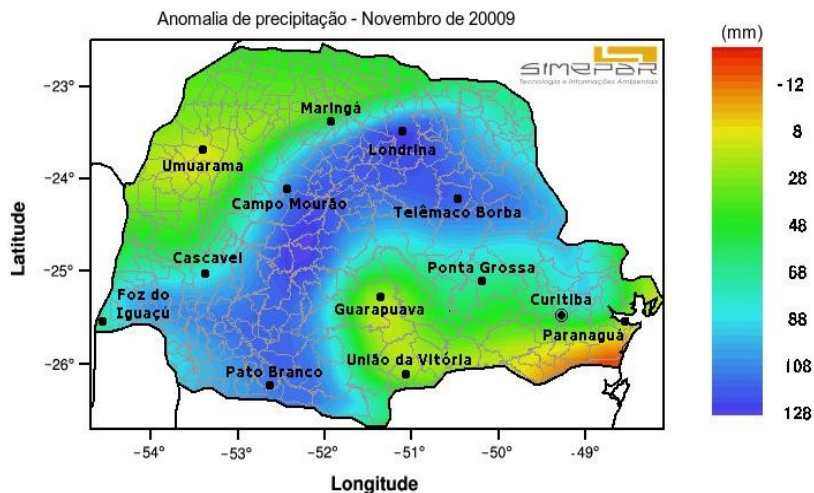 Anomalia de precipitação - Novembro de 20009
(mm)
SIMEPAR
Tecnologia e Informações Ambientais
−23°
−24°
−25°
−26°
Latitude
Maringá
Londrina
Umuarama
Campo Mourão
Telêmaco Borba
Cascavel
Ponta Grossa
Foz do
Iguaçú
Guarapuava
Curitiba
Paranaguá
União da Vitória
Pato Branco
−54°
−53°
−52°
−51°
−50°
-49°
−48°
Longitude
-12
8
28
48
68
88
108
128